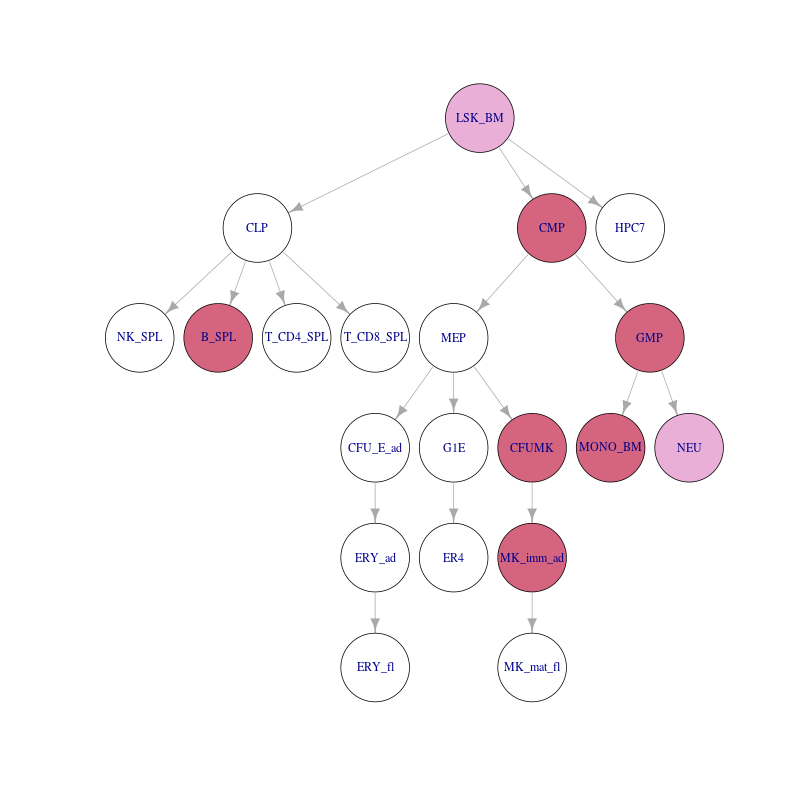 LSK_BM
CLP
CMP
HPC7
NK_SPL
B_SPL
T_CD4_SPL
T_CD8_SPL
MEP
GMP
CFU_E_ad
G1E
CFUMK
MONO_BM
NEU
ERY_ad
ER4
MK_imm_ad
ERY_fl
MK_mat_fl